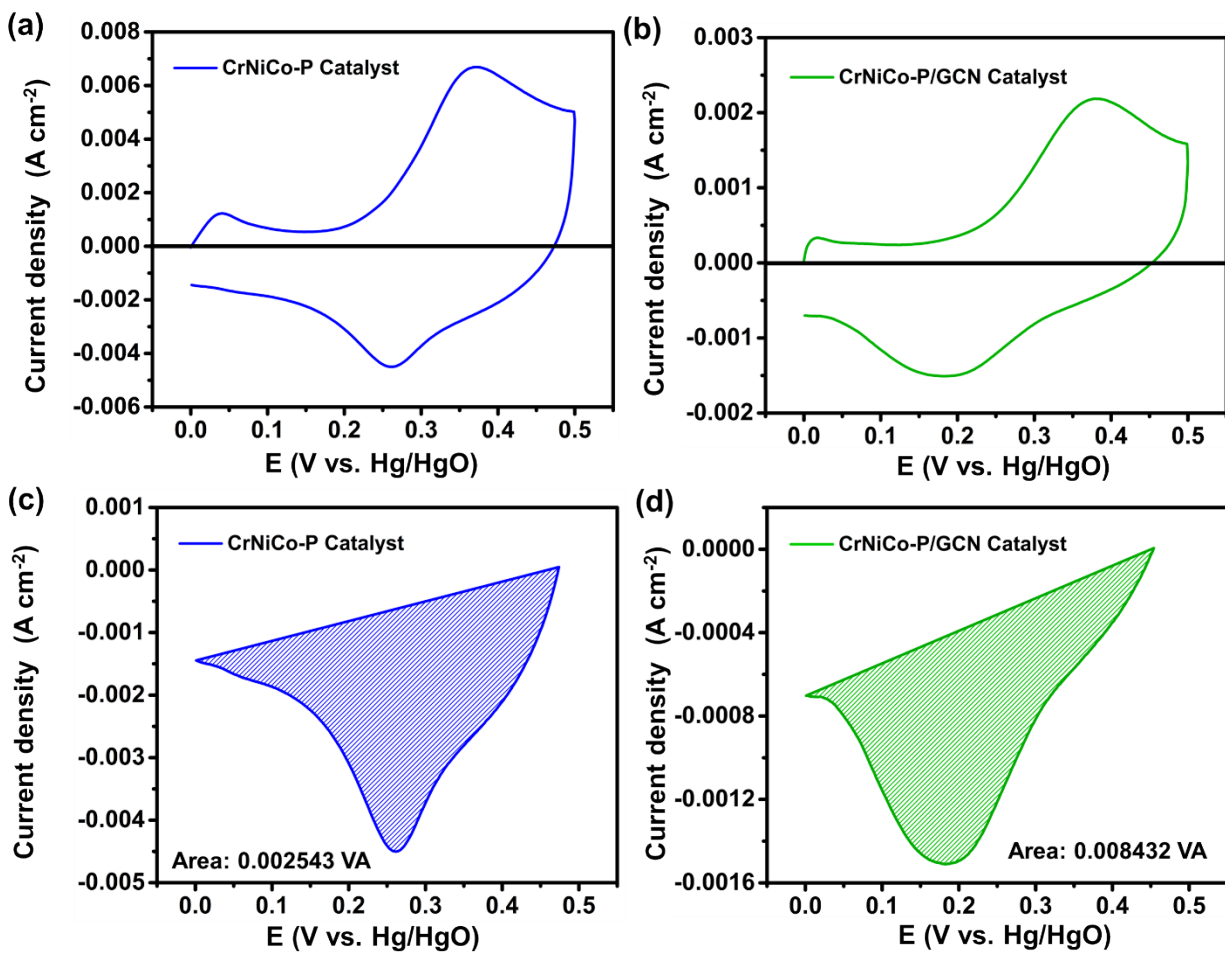 (a)
CrNiCo-P Catalyst
Current density (A cm-2)
0.008
0.006
0.004
0.002
0.000
-0.002
-0.004
-0.006
0.0 0.1 0.2 0.3 0.4 0.5
E (V vs. Hg/HgO)
(b)
CrNiCo-P/GCN Catalyst
Current density (A cm-2)
0.003
0.002
0.001
0.000
-0.001
-0.002
0.0 0.1 0.2 0.3 0.4 0.5
E (V vs. Hg/HgO)
(c)
CrNiCo-P Catalyst
Current density (A cm-2)
0.001
0.000
-0.001
-0.002
-0.003
-0.004
-0.005
Area: 0.002543 VA
0.0 0.1 0.2 0.3 0.4 0.5
E (V vs. Hg/HgO)
(d)
CrNiCo-P/GCN Catalyst
Current density (A cm-2)
0.0000
-0.0004
-0.0008
-0.0012
-0.0016
Area: 0.008432 VA
0.0 0.1 0.2 0.3 0.4 0.5
E (V vs. Hg/HgO)